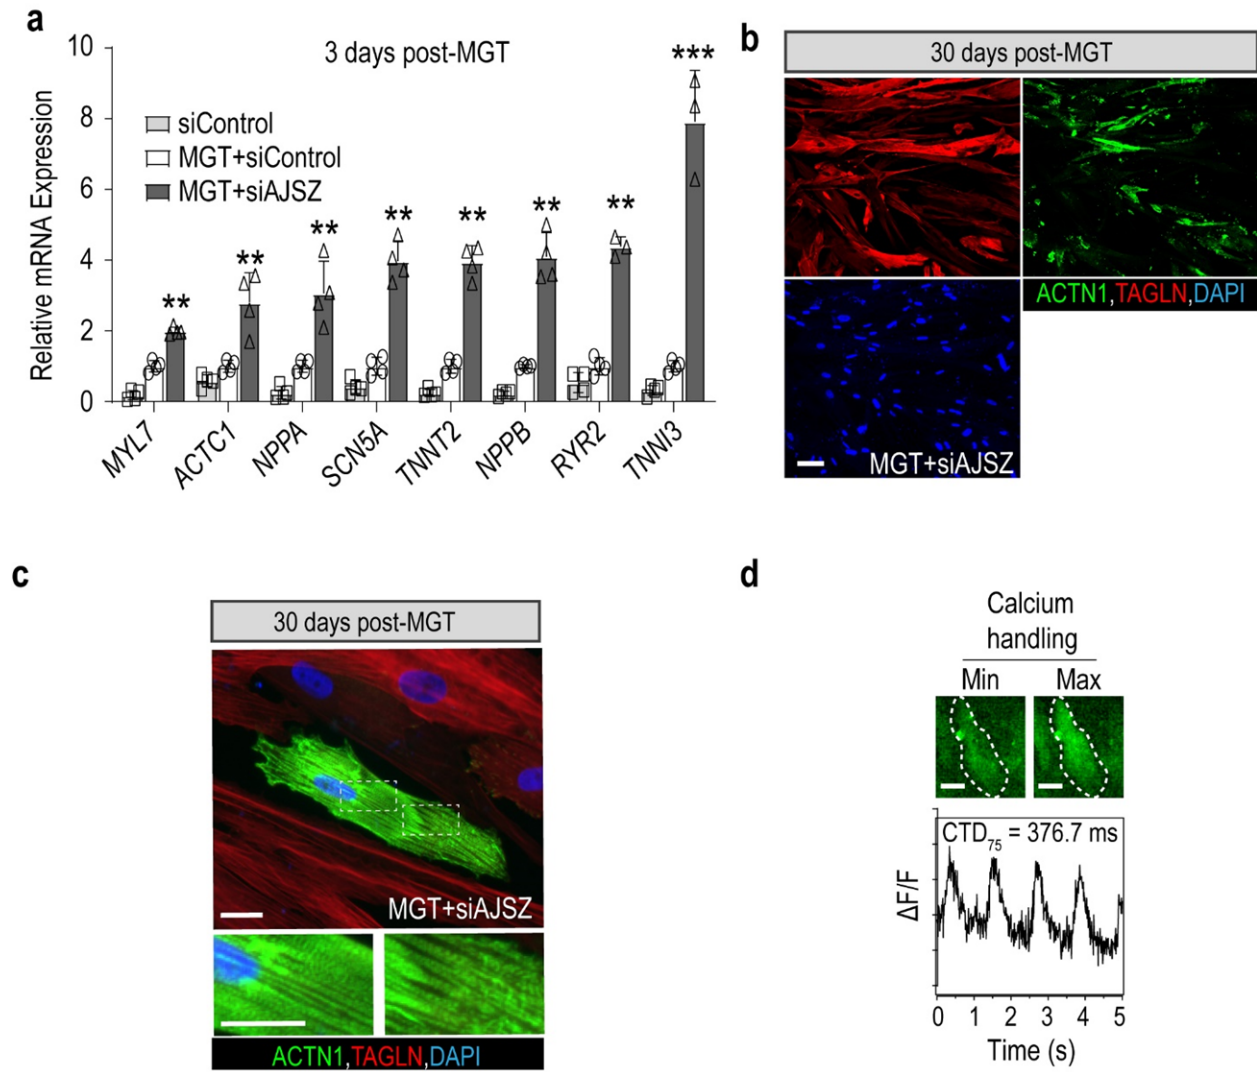 a
3 days post-MGT
Relative mRNA Expression
10
8
6
4
2
0
siControl
MGT+siControl
MGT+siAJSZ
**
**
**
**
**
**
**
***
MYL7
ACTC1
NPPA
SCN5A
TNNT2
NPPB
RYR2
TNNI3
b
30 days post-MGT
ACTN1,TAGLN,DAPI
MGT+siAJSZ
c
30 days post-MGT
MGT+siAJSZ
ACTN1,TAGLN,DAPI
d
Calcium
handling
Min Max
CTD75 = 376.7 ms
ΔF/F
0 1 2 3 4 5
Time (s)